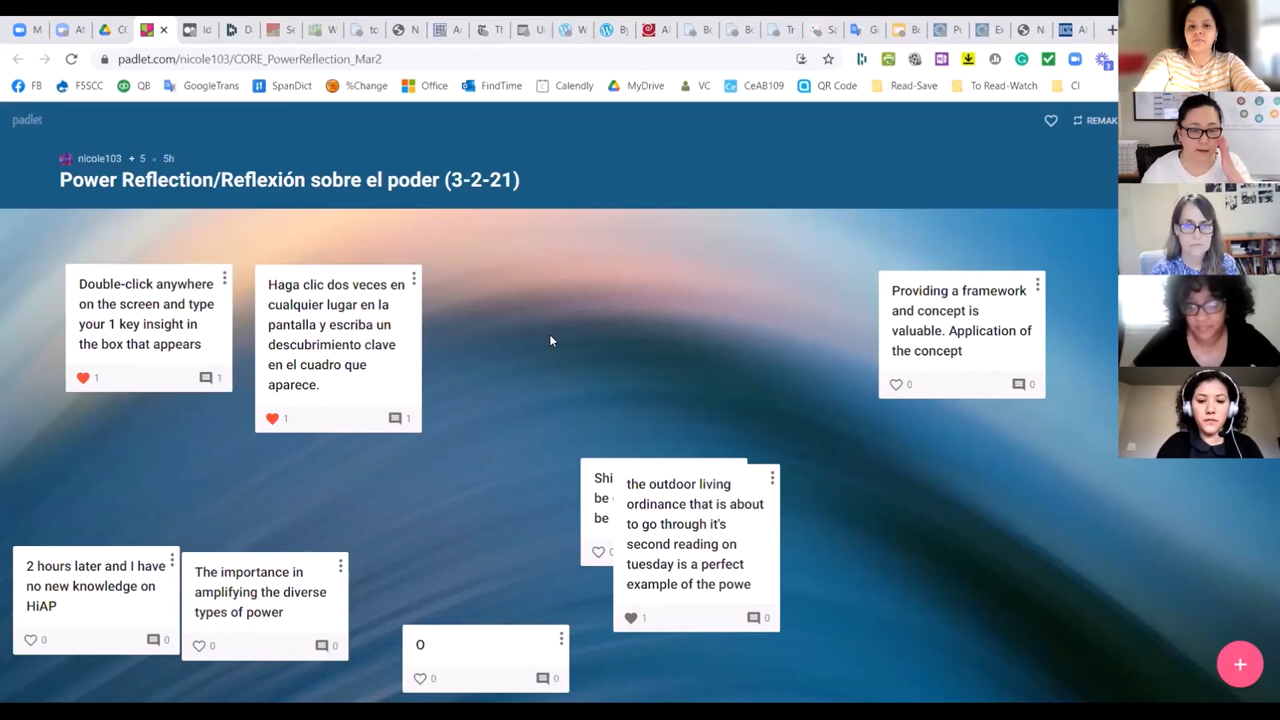 padlet.com/nicole103/CORE_PowerReflection_Mar2
FB
F5SCC
QB
GoogleTrans
SpanDict
%Change
Office
FindTime
Calendly
MyDrive
VC
CeAB109
QR Code
Read-Save
To Read-Watch
CI
padlet
REMAK
nicole103 + 5 • 5h
Power Reflection/Reflexión sobre el poder (3-2-21)
Double-click anywhere
on the screen and type
your 1 key insight in
the box that appears
1
1
Haga clic dos veces en
cualquier lugar en la
pantalla y escriba un
descubrimiento clave
en el cuadro que
aparece.
1
1
Providing a framework
and concept is
valuable. Application of
the concept
0
0
Shi
be
be
0
the outdoor living
ordinance that is about
to go through it's
second reading on
tuesday is a perfect
example of the powe
1
0
2 hours later and I have
no new knowledge on
HiAP
0
0
The importance in
amplifying the diverse
types of power
0
0
O
0
0